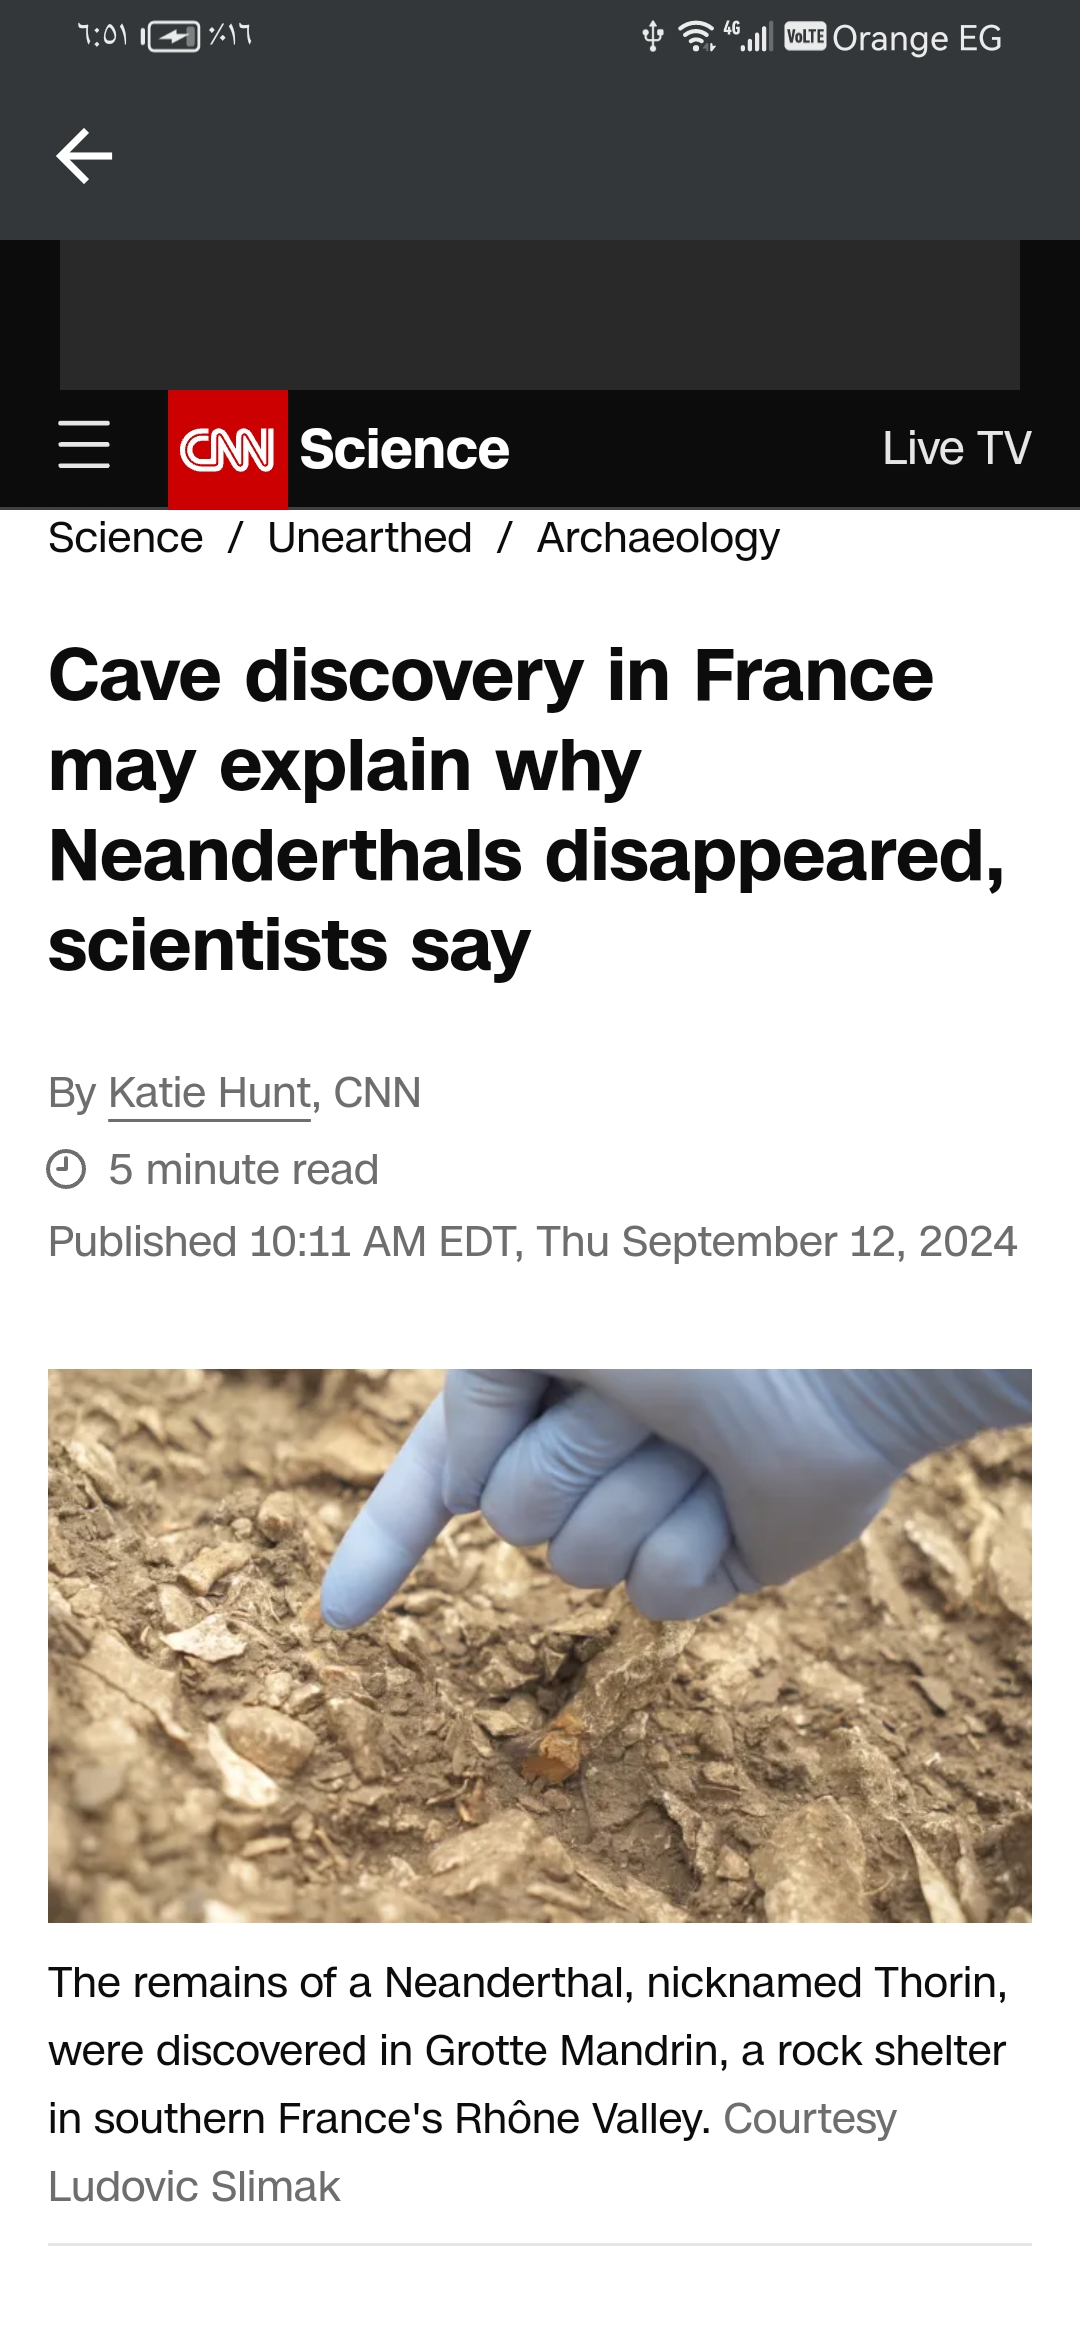 ٦:٥١ ٪١٦ 4G VoLTE Orange EG
CNN Science Live TV
Science / Unearthed / Archaeology
Cave discovery in France
may explain why
Neanderthals disappeared,
scientists say
By Katie Hunt, CNN
5 minute read
Published 10:11 AM EDT, Thu September 12, 2024
The remains of a Neanderthal, nicknamed Thorin,
were discovered in Grotte Mandrin, a rock shelter
in southern France's Rhône Valley. Courtesy
Ludovic Slimak